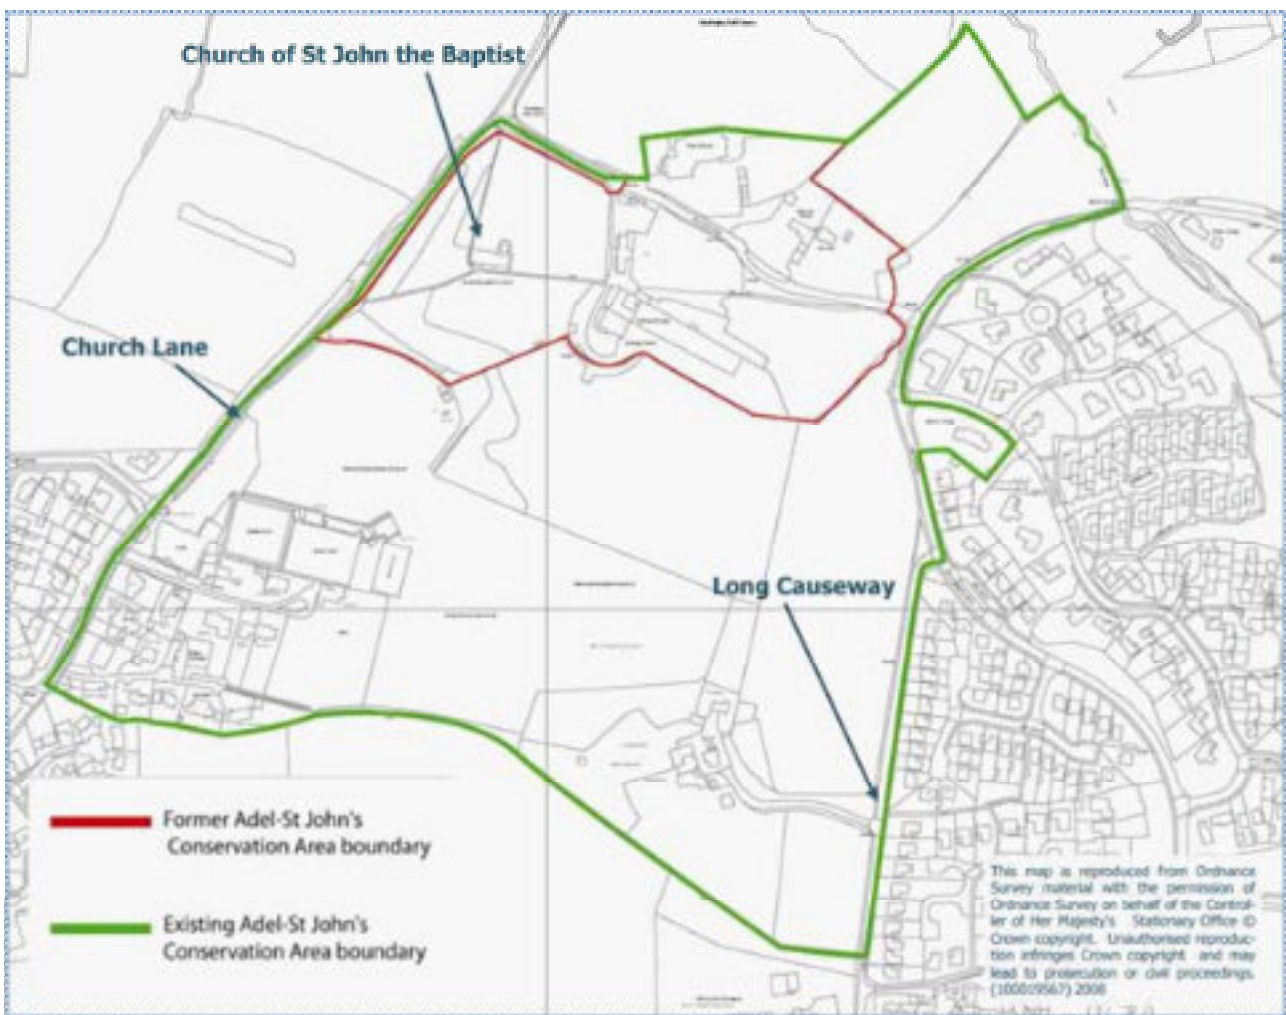 Church of St John the Baptist
Church Lane
Long Causeway
Former Adel-St John's
Conservation Area boundary
Existing Adel-St John's
Conservation Area boundary
This map is reproduced from Ordnance
Survey material with the permission of
Ordnance Survey on behalf of the Control-
ler of Her Majesty's Stationary Office ©
Crown copyright. Unauthorised reproduc-
tion infringes Crown copyright and may
lead to prosecution or civil proceedings.
(100019567) 2008